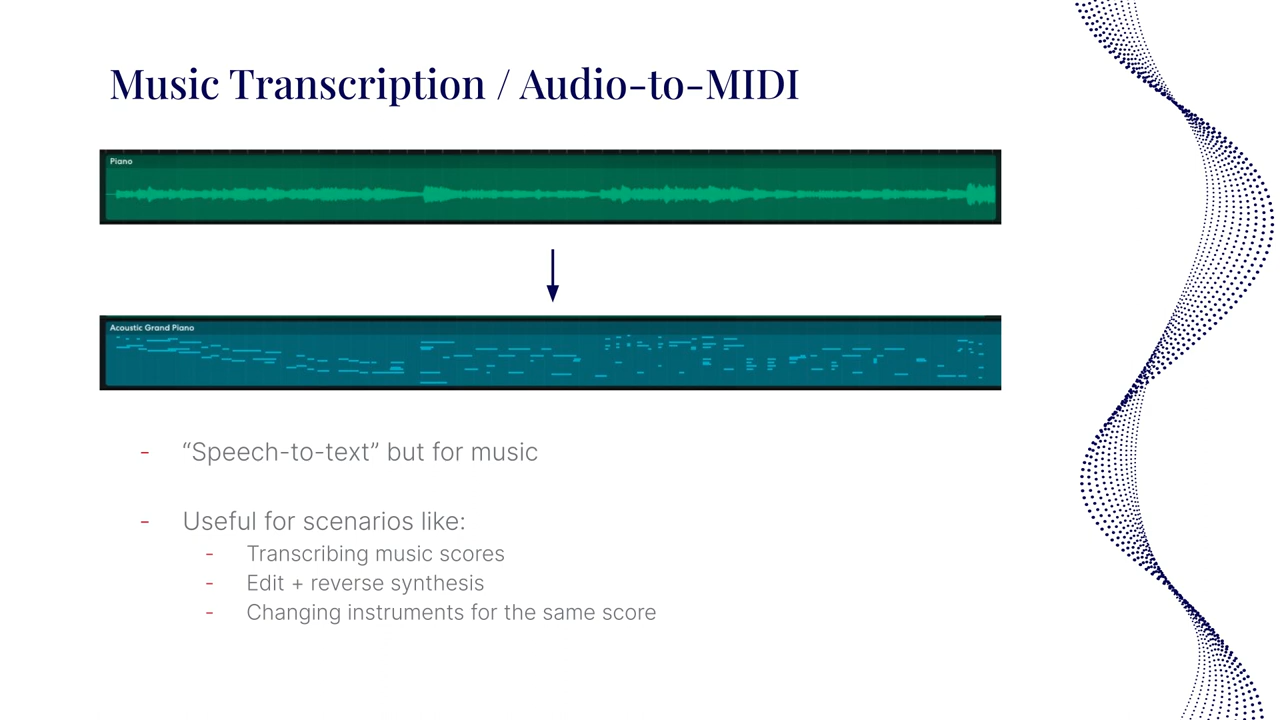 Music Transcription / Audio-to-MIDI
Piano
Acoustic Grand Piano
- “Speech-to-text” but for music
- Useful for scenarios like:
- Transcribing music scores
- Edit + reverse synthesis
- Changing instruments for the same score